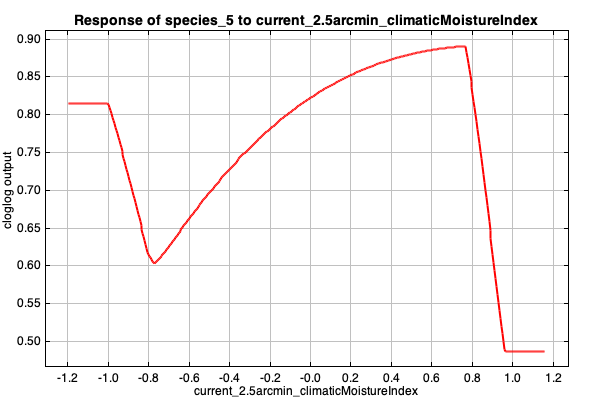 Response of species_5 to current_2.5arcmin_climaticMoistureIndex
0.90
0.85
0.80
0.75
0.70
0.65
0.60
0.55
0.50
cloglog output
-1.2 -1.0 -0.8 -0.6 -0.4 -0.2 -0.0 0.2 0.4 0.6 0.8 1.0 1.2
current_2.5arcmin_climaticMoistureIndex